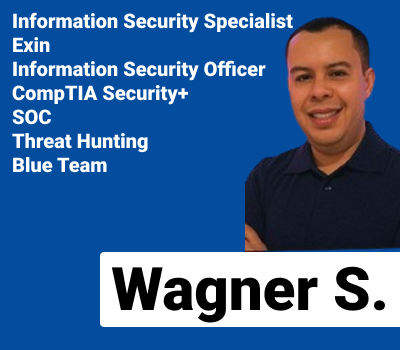 Information Security Specialist
Exin
Information Security Officer
CompTIA Security+
SOC
Threat Hunting
Blue Team
Wagner S.